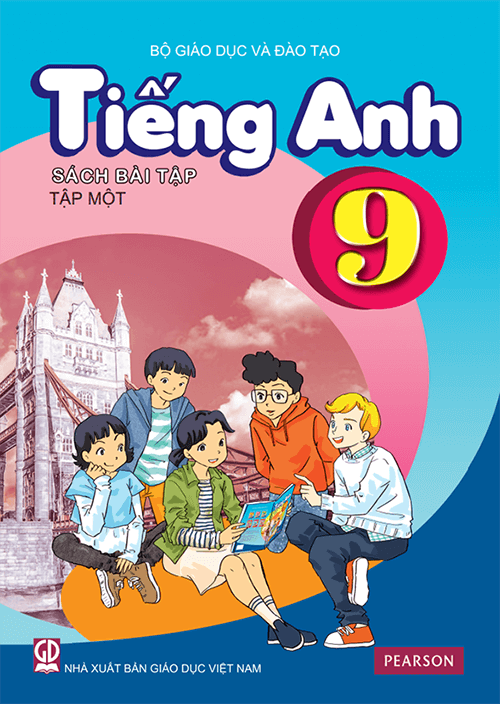 BỘ GIÁO DỤC VÀ ĐÀO TẠO
Tiếng Anh
SÁCH BÀI TẬP
TẬP MỘT
9
GD
NHÀ XUẤT BẢN GIÁO DỤC VIỆT NAM
PEARSON